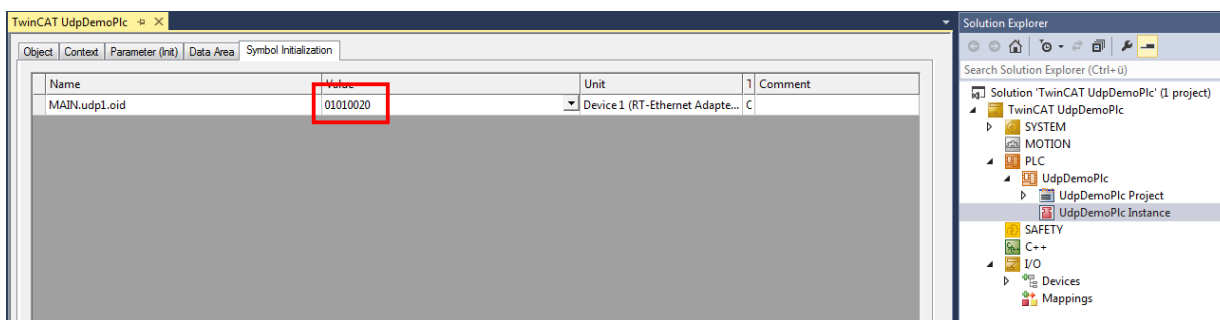 TwinCAT UdpDemoPlc
Object Context Parameter (Init) Data Area Symbol Initialization
Name Value Unit T Comment
MAIN.udp1.oid 01010020 Device 1 (RT-Ethernet Adapte... C
Solution Explorer
Search Solution Explorer (Ctrl+ü)
Solution 'TwinCAT UdpDemoPlc' (1 project)
TwinCAT UdpDemoPlc
SYSTEM
MOTION
PLC
UdpDemoPlc
UdpDemoPlc Project
UdpDemoPlc Instance
SAFETY
C++
I/O
Devices
Mappings